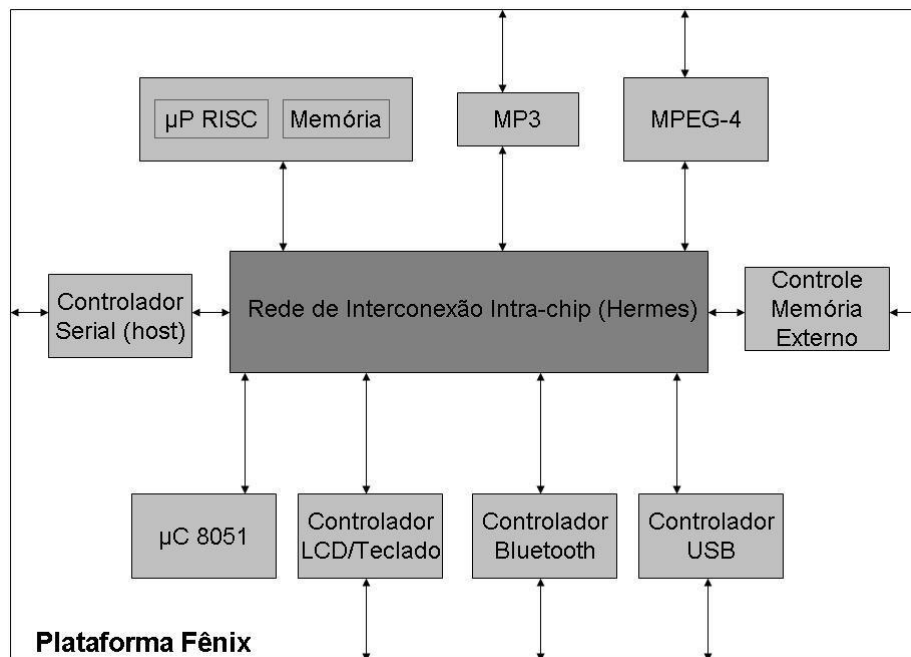 µP RISC
Memória
MP3
MPEG-4
Controlador
Serial (host)
Rede de Interconexão Intra-chip (Hermes)
Controle
Memória
Externo
µC 8051
Controlador
LCD/Teclado
Controlador
Bluetooth
Controlador
USB
Plataforma Fênix